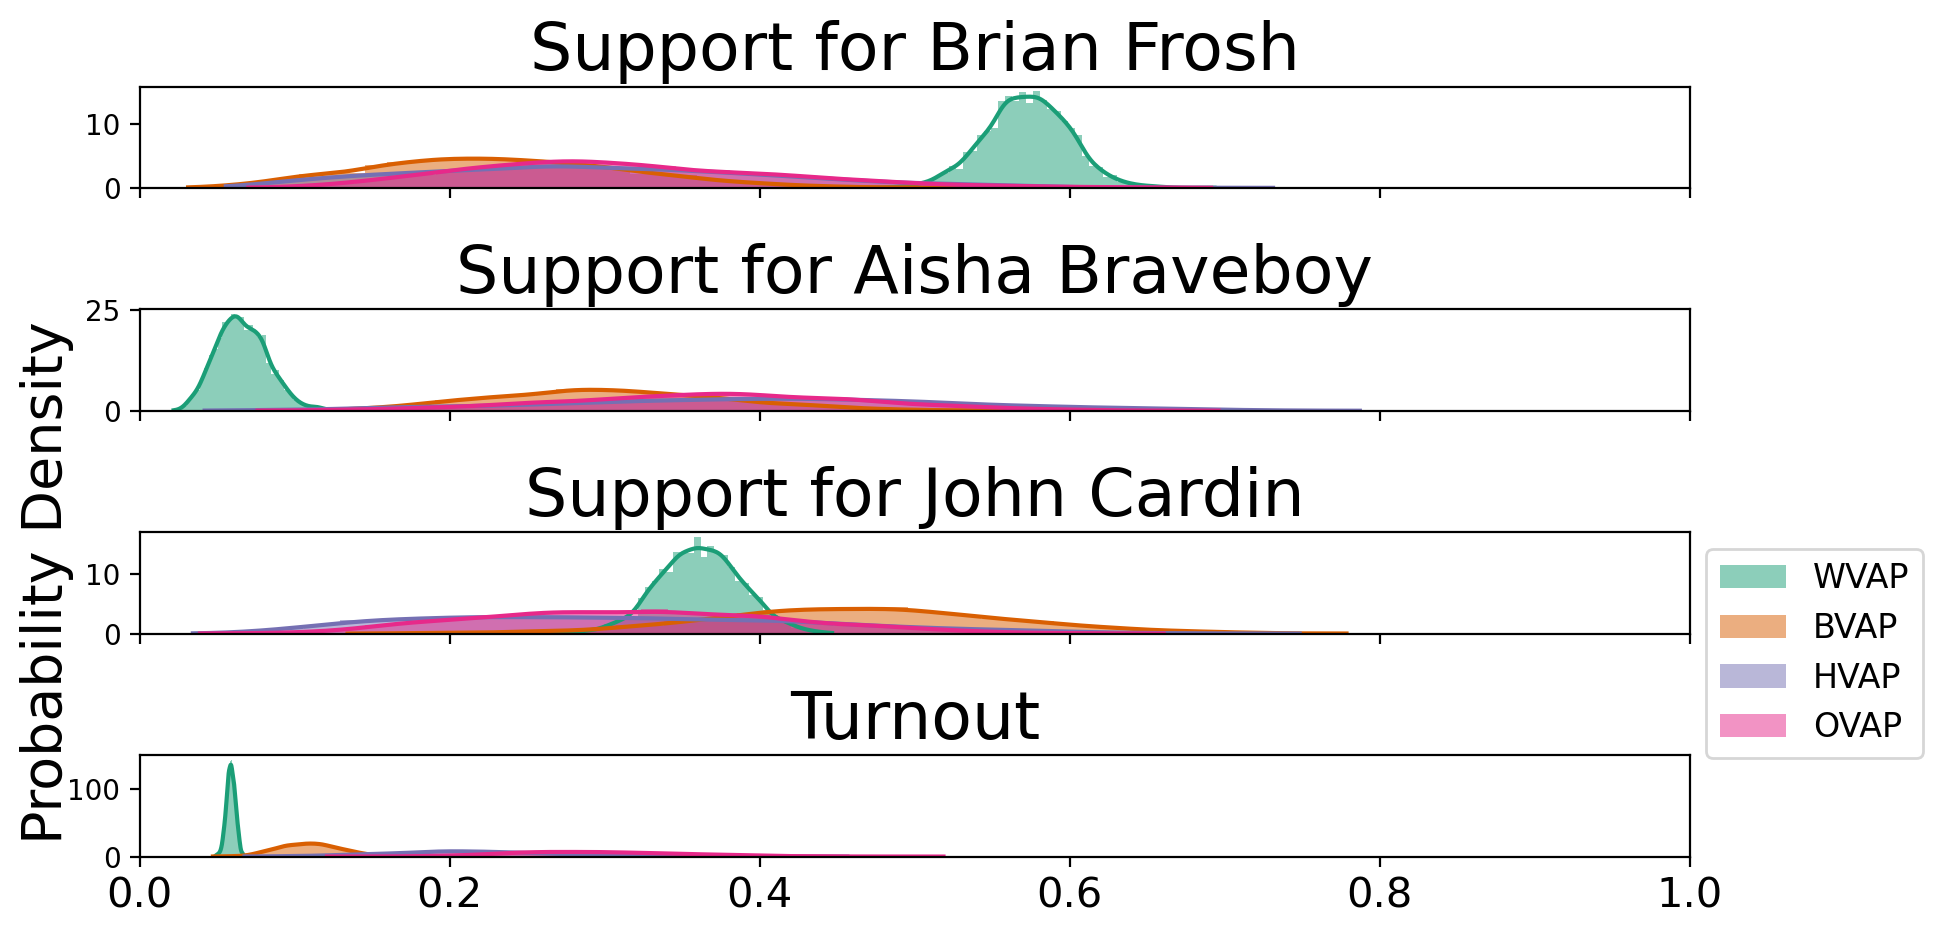 Support for Brian Frosh
10
0
Support for Aisha Braveboy
25
0
Support for John Cardin
10
0
Turnout
100
0
0.0 0.2 0.4 0.6 0.8 1.0
Probability Density
WVAP
BVAP
HVAP
OVAP